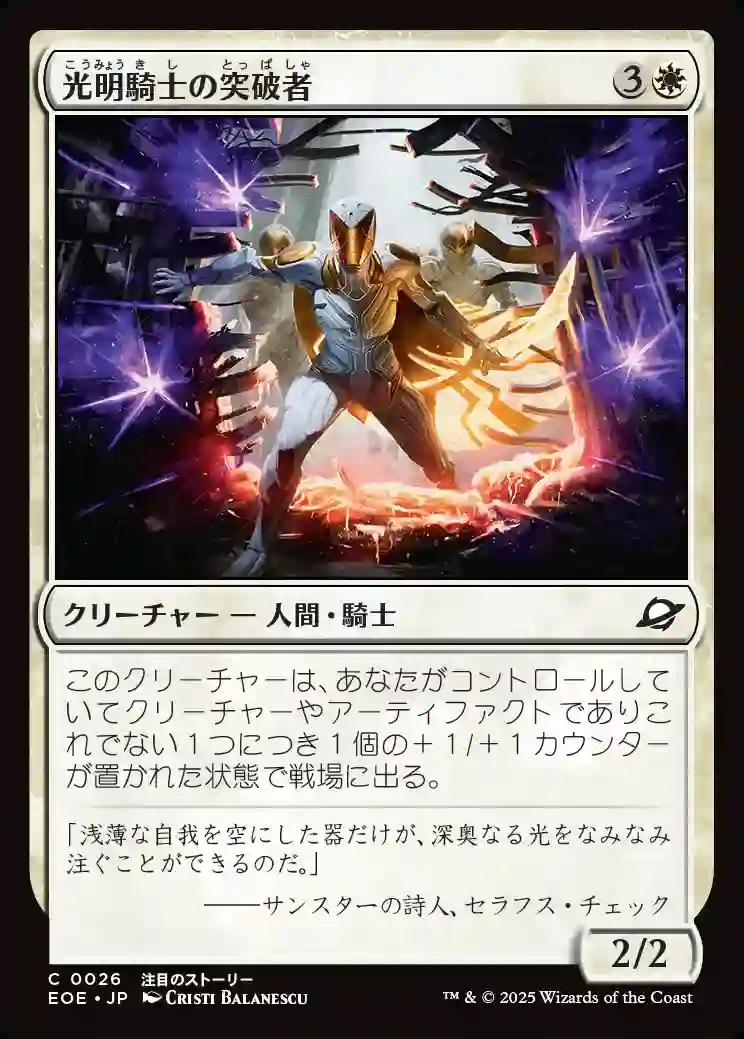 こうみょうきし とっぱしゃ
光明騎士の突破者 3
クリーチャー — 人間・騎士
このクリーチャーは、あなたがコントロールして
いてクリーチャーやアーティファクトでありこ
れでない1つにつき1個の+1/+1カウンター
が置かれた状態で戦場に出る。
「浅薄な自我を空にした器だけが、深奥なる光をなみなみ
注ぐことができるのだ。」
——サンスターの詩人、セラフス・チェック
2/2
C 0026 注目のストーリー
EOE • JP Cristi Balanescu
™ & © 2025 Wizards of the Coast